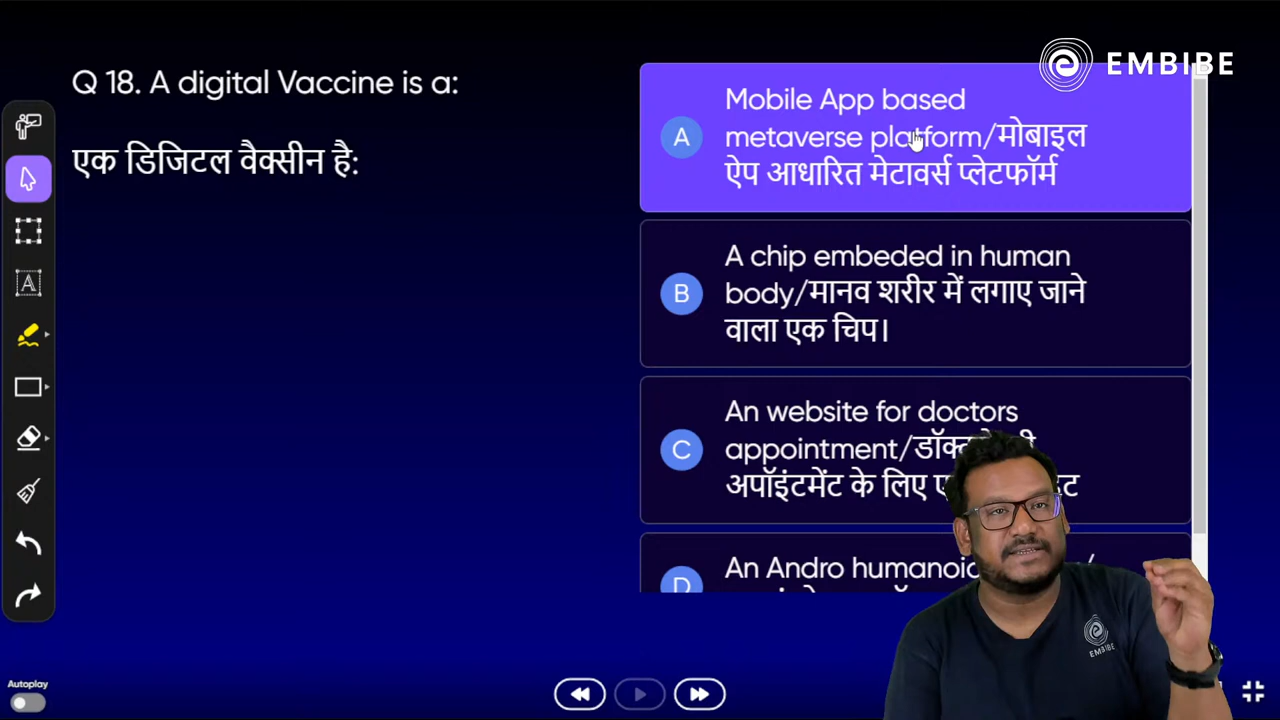 EMBIBE
Q 18. A digital Vaccine is a:
एक डिजिटल वैक्सीन है:
A
Mobile App based
metaverse platform/मोबाइल
ऐप आधारित मेटावर्स प्लेटफॉर्म
B
A chip embeded in human
body/मानव शरीर में लगाए जाने
वाला एक चिप।
C
An website for doctors
appointment/
अपॉइंटमेंट के लिए
D
An Andro
EMBIBE
Autoplay